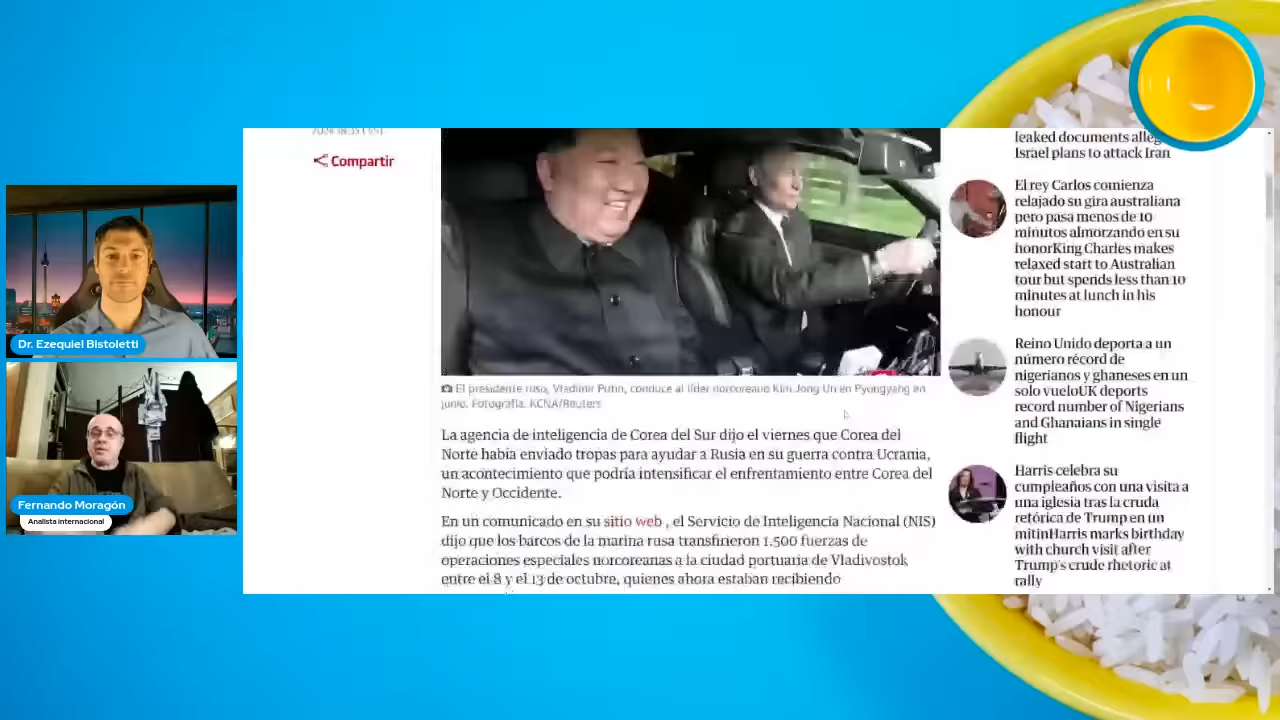 Compartir
El presidente ruso, Vladimir Putin, conduce al líder norcoreano Kim Jong Un en Pyongyang en
junio. Fotografía: KCNA/Reuters
La agencia de inteligencia de Corea del Sur dijo el viernes que Corea del
Norte había enviado tropas para ayudar a Rusia en su guerra contra Ucrania,
un acontecimiento que podría intensificar el enfrentamiento entre Corea del
Norte y Occidente.
En un comunicado en su sitio web , el Servicio de Inteligencia Nacional (NIS)
dijo que los barcos de la marina rusa transfirieron 1.500 fuerzas de
operaciones especiales norcoreanas a la ciudad portuaria de Vladivostok
entre el 8 y el 13 de octubre, quienes ahora estaban recibiendo
leaked documents
Israel plans to attack Iran
El rey Carlos comienza
relajado su gira australiana
pero pasa menos de 10
minutos almorzando en su
honorKing Charles makes
relaxed start to Australian
tour but spends less than 10
minutes at lunch in his
honour
Reino Unido deporta a un
número récord de
nigerianos y ghaneses en un
solo vueloUK deports
record number of Nigerians
and Ghanaians in single
flight
Harris celebra su
cumpleaños con una visita a
una iglesia tras la cruda
retórica de Trump en un
mitinHarris marks birthday
with church visit after
Trump's crude rhetoric at
rally
Dr. Ezequiel Bistoletti
Fernando Moragón
Analista internacional